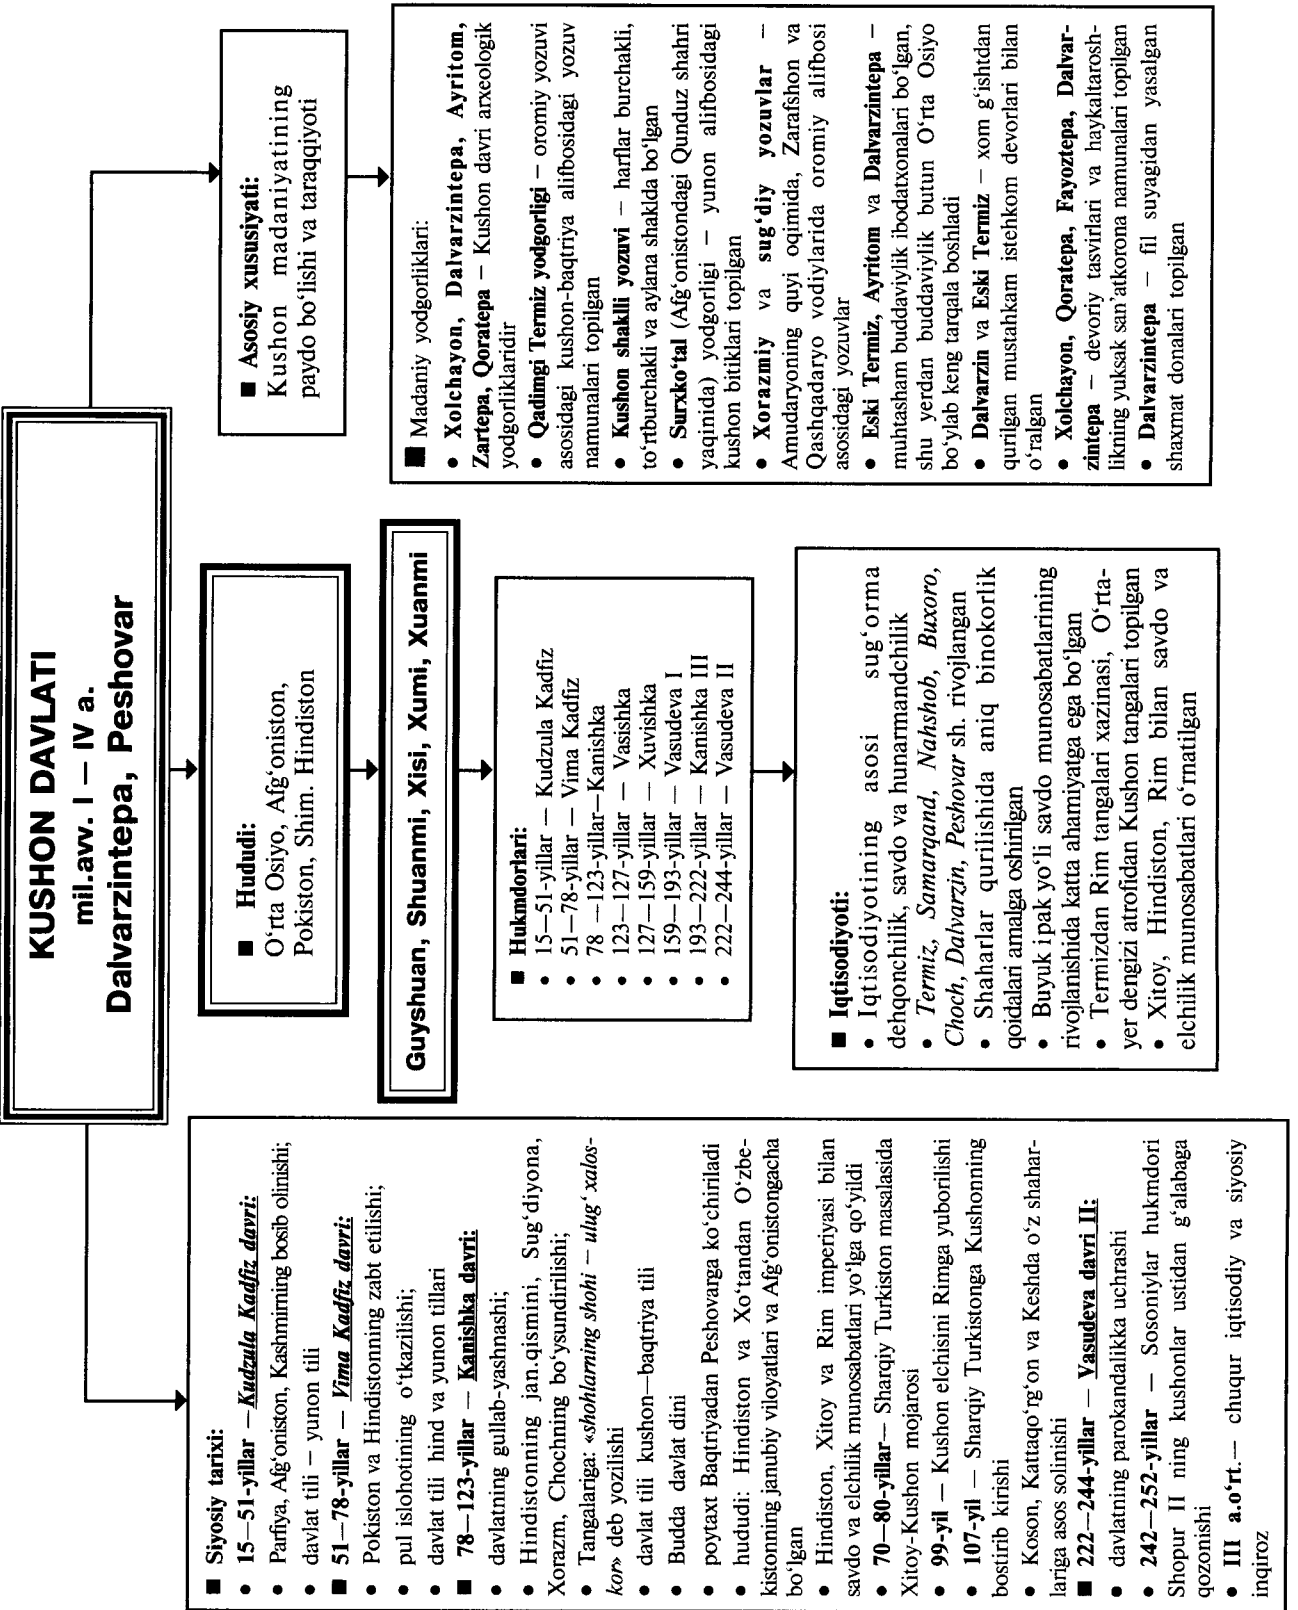 KUSHON DAVLATI
mil.avv. I – IV a.
Dalvarzintepa, Peshovar
■ Siyosiy tarixi:
• 15—51-yillar – Kudzula Kadfiz davri:
• Parfiya, Afg‘oniston, Kashmirning bosib olinishi;
• davlat tili – yunon tili
■ 51—78-yillar – Vima Kadfiz davri:
• Pokiston va Hindistonning zabt etilishi;
• pul islohotining o‘tkazilishi;
• davlat tili hind va yunon tillari
■ 78—123-yillar – Kanishka davri:
• davlatning gullab-yashnashi;
• Hindistonning jan.qismini, Sug‘diyona,
Xorazm, Chochning bo‘ysundirilishi;
• Tangalariga: «shohlarning shohi – ulug‘ xalos-
kor» deb yozilishi
• davlat tili kushon—baqtriya tili
• Budda davlat dini
• poytaxt Baqtriyadan Peshovarga ko‘chiriladi
• hududi: Hindiston va Xo‘tandan O‘zbe-
kistonning janubiy viloyatlari va Afg‘onistongacha
bo‘lgan
• Hindiston, Xitoy va Rim imperiyasi bilan
savdo va elchilik munosabatlari yo‘lga qo‘yildi
• 70—80-yillar— Sharqiy Turkiston masalasida
Xitoy-Kushon mojarosi
• 99-yil – Kushon elchisini Rimga yuborilishi
• 107-yil – Sharqiy Turkistonga Kushonning
bostirib kirishi
• Koson, Kattaqo‘rg‘on va Keshda o‘z shahar-
lariga asos solinishi
■ 222—244-yillar — Vasudeva davri II:
• davlatning parokandalikka uchrashi
• 242—252-yillar — Sosoniylar hukmdori
Shopur II ning kushonlar ustidan g‘alabaga
qozonishi
• III a.o‘rt.— chuqur iqtisodiy va siyosiy
inqiroz
■ Hududi:
O‘rta Osiyo, Afg‘oniston,
Pokiston, Shim. Hindiston
Guyshuan, Shuanmi, Xisi, Xumi, Xuanmi
■ Hukmdorlari:
• 15—51-yillar — Kudzula Kadfiz
• 51—78-yillar — Vima Kadfiz
• 78 —123-yillar—Kanishka
• 123—127-yillar — Vasishka
• 127—159-yillar — Xuvishka
• 159—193-yillar — Vasudeva I
• 193—222-yillar — Kanishka III
• 222—244-yillar — Vasudeva II
■ Iqtisodiyoti:
• Iqtisodiyotining asosi sug‘orma
dehqonchilik, savdo va hunarmandchilik
• Termiz, Samarqand, Nahshob, Buxoro,
Choch, Dalvarzin, Peshovar sh. rivojlangan
• Shaharlar qurilishida aniq binokorlik
qoidalari amalga oshirilgan
• Buyuk ipak yo‘li savdo munosabatlarining
rivojlanishida katta ahamiyatga ega bo‘lgan
• Termizdan Rim tangalari xazinasi, O‘rta-
yer dengizi atrofidan Kushon tangalari topilgan
• Xitoy, Hindiston, Rim bilan savdo va
elchilik munosabatlari o‘rnatilgan
■ Asosiy xususiyati:
Kushon madaniyatining
paydo bo‘lishi va taraqqiyoti
■ Madaniy yodgorliklari:
• Xolchayon, Dalvarzintepa, Ayritom,
Zartepa, Qoratepa – Kushon davri arxeologik
yodgorliklaridir
• Qadimgi Termiz yodgorligi – oromiy yozuvi
asosidagi kushon-baqtriya alifbosidagi yozuv
namunalari topilgan
• Kushon shaklli yozuvi – harflar burchakli,
to‘rtburchakli va aylana shaklda bo‘lgan
• Surxko‘tal (Afg‘onistondagi Qunduz shahri
yaqinida) yodgorligi – yunon alifbosidagi
kushon bitiklari topilgan
• Xorazmiy va sug‘diy yozuvlar –
Amudaryoning quyi oqimida, Zarafshon va
Qashqadaryo vodiylarida oromiy alifbosi
asosidagi yozuvlar
• Eski Termiz, Ayritom va Dalvarzintepa –
muhtasham buddaviylik ibodatxonalari bo‘lgan,
shu yerdan buddaviylik butun O‘rta Osiyo
bo‘ylab keng tarqala boshladi
• Dalvarzin va Eski Termiz – xom g‘ishtdan
qurilgan mustahkam istehkom devorlari bilan
o‘ralgan
• Xolchayon, Qoratepa, Fayoztepa, Dalvar-
zintepa – devoriy tasvirlari va haykaltarosh-
likning yuksak san’atkorona namunalari topilgan
• Dalvarzintepa – fil suyagidan yasalgan
shaxmat donalari topilgan